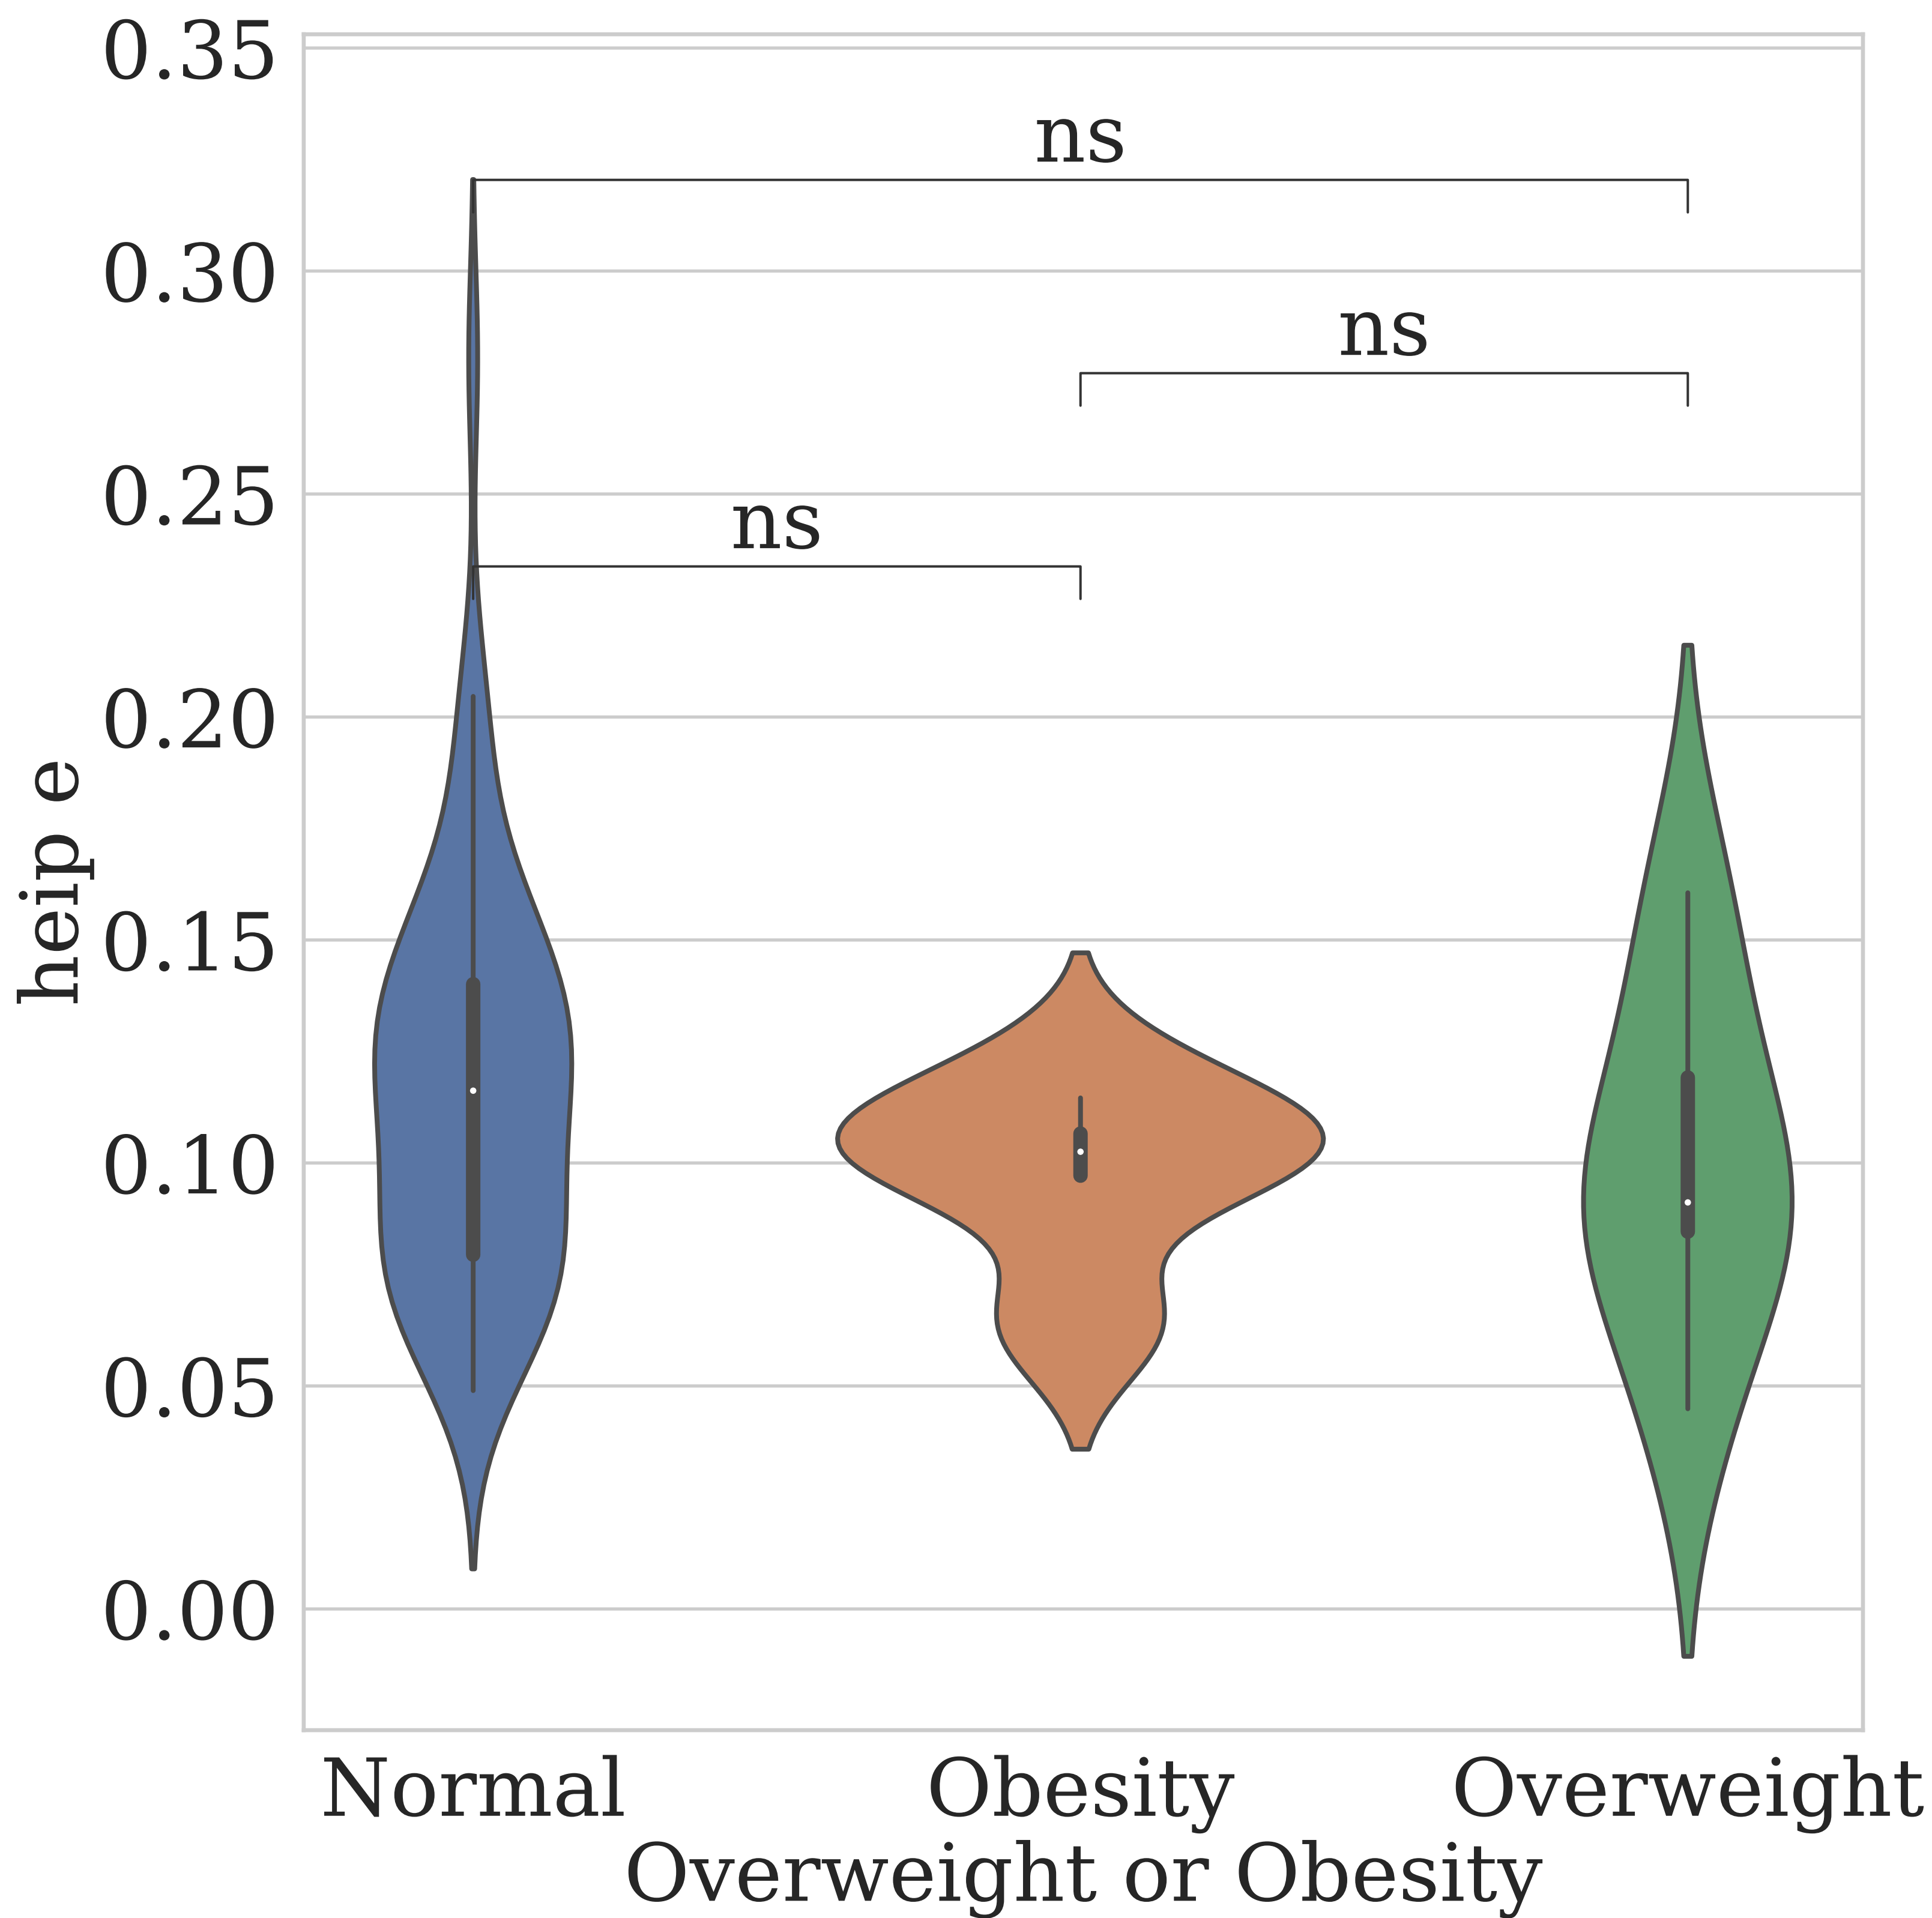 0.35
ns
0.30
ns
0.25
ns
0.20
heip e
0.15
0.10
0.05
0.00
Normal Obesity Overweight
Overweight or Obesity